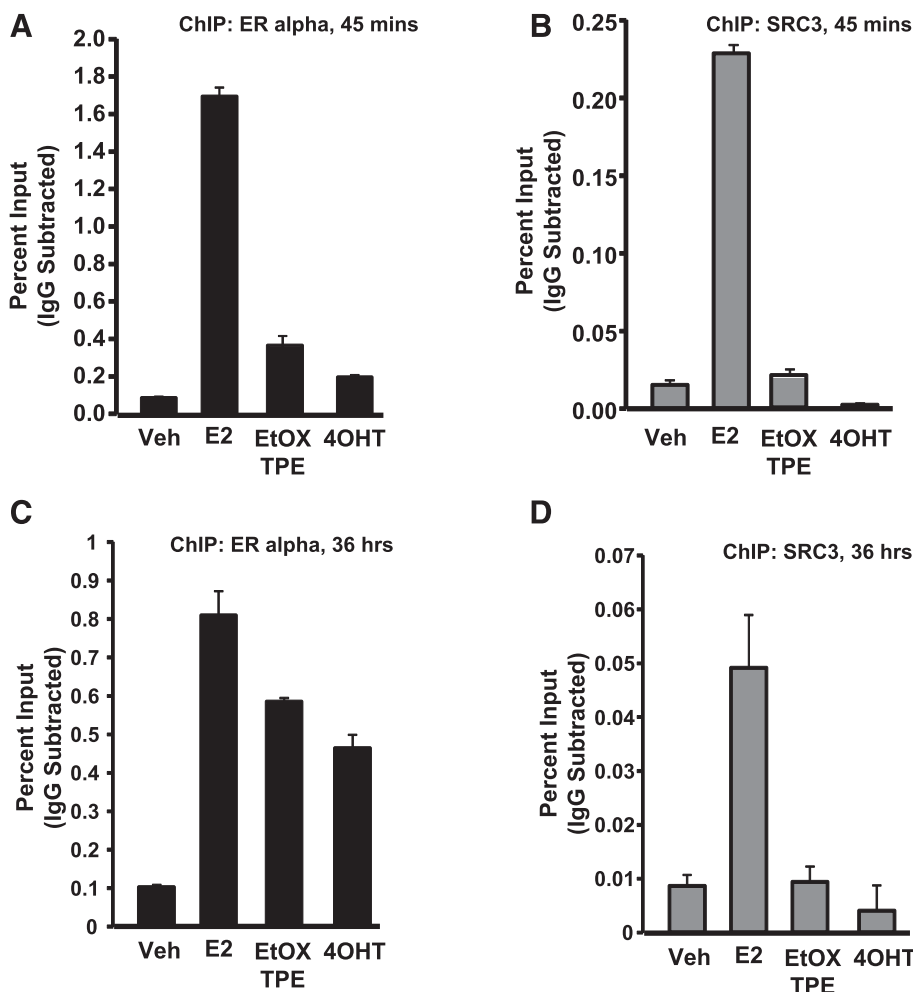 A
ChIP: ER alpha, 45 mins
Percent Input
(IgG Subtracted)
2.0
1.8
1.6
1.4
1.2
1.0
0.8
0.6
0.4
0.2
0.0
Veh
E2
EtOX
TPE
4OHT
B
ChIP: SRC3, 45 mins
Percent Input
(IgG Subtracted)
0.25
0.20
0.15
0.10
0.05
0.00
Veh
E2
EtOX
TPE
4OHT
C
ChIP: ER alpha, 36 hrs
Percent Input
(IgG Subtracted)
1
0.9
0.8
0.7
0.6
0.5
0.4
0.3
0.2
0.1
0
Veh
E2
EtOX
TPE
4OHT
D
ChIP: SRC3, 36 hrs
Percent Input
(IgG Subtracted)
0.07
0.06
0.05
0.04
0.03
0.02
0.01
0
Veh
E2
EtOX
TPE
4OHT